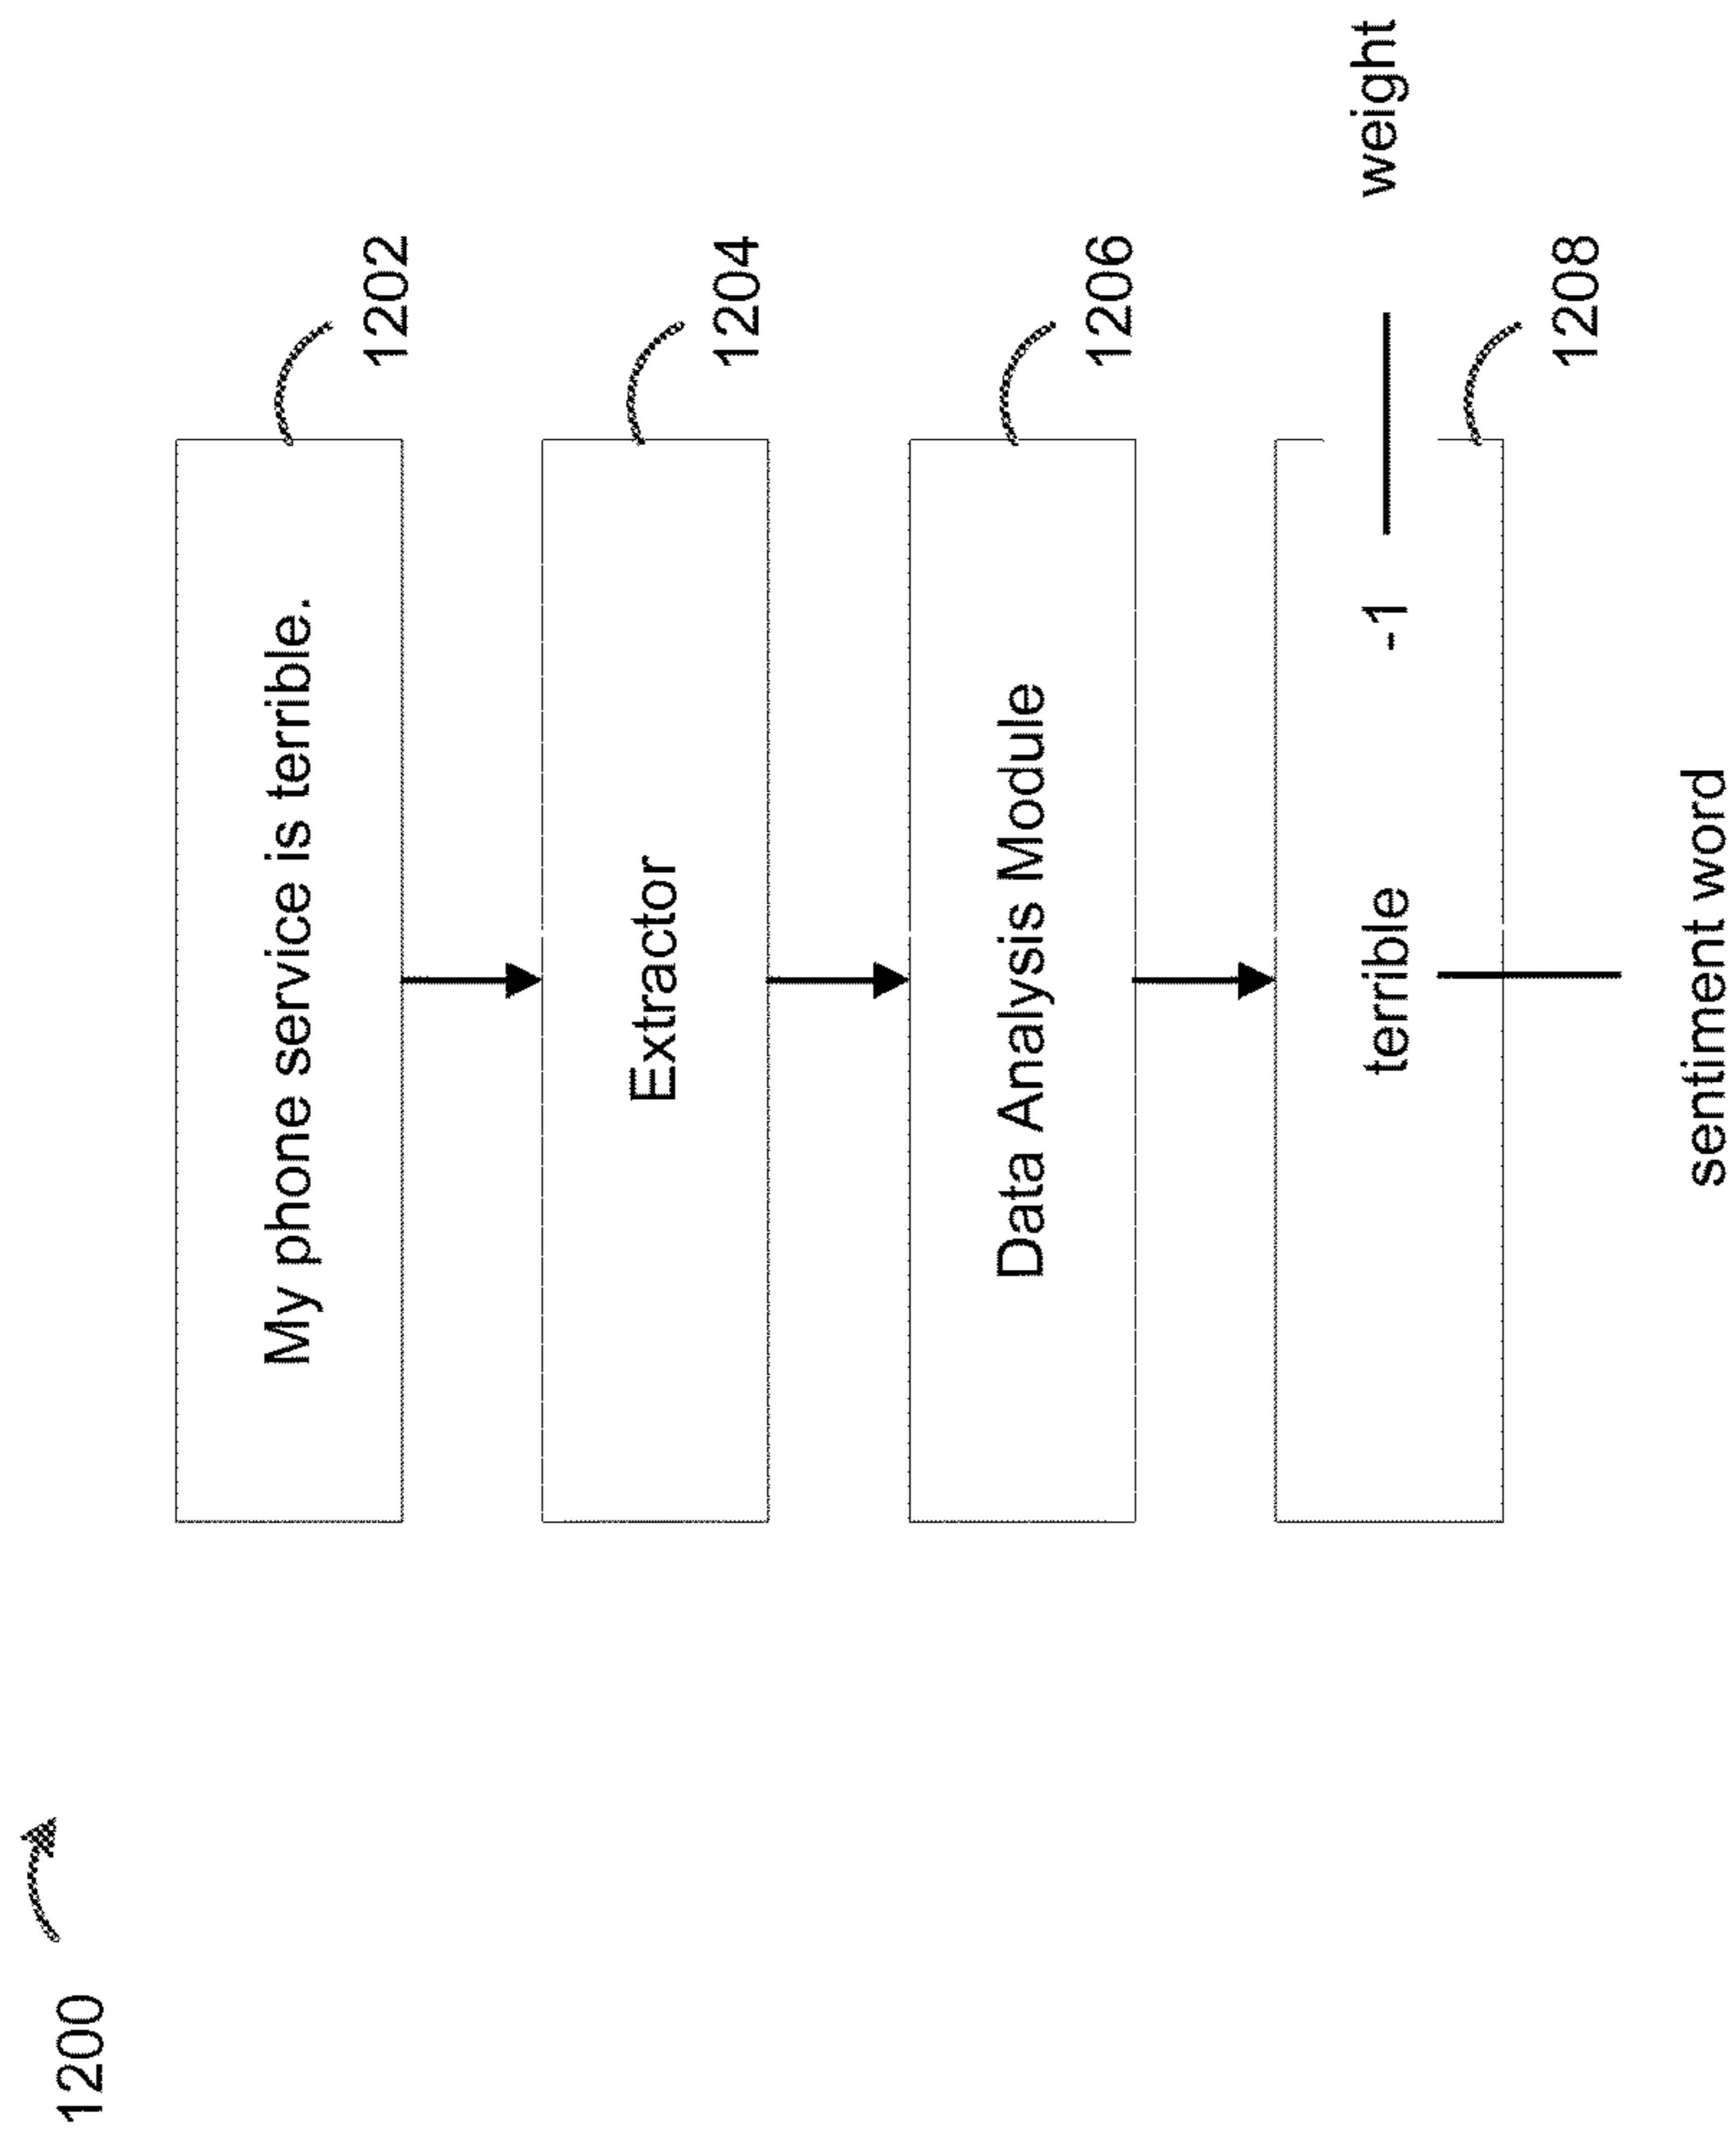 1200
My phone service is terrible.
1202
Extractor
1204
Data Analysis Module
1206
terrible -1 weight
1208
sentiment word